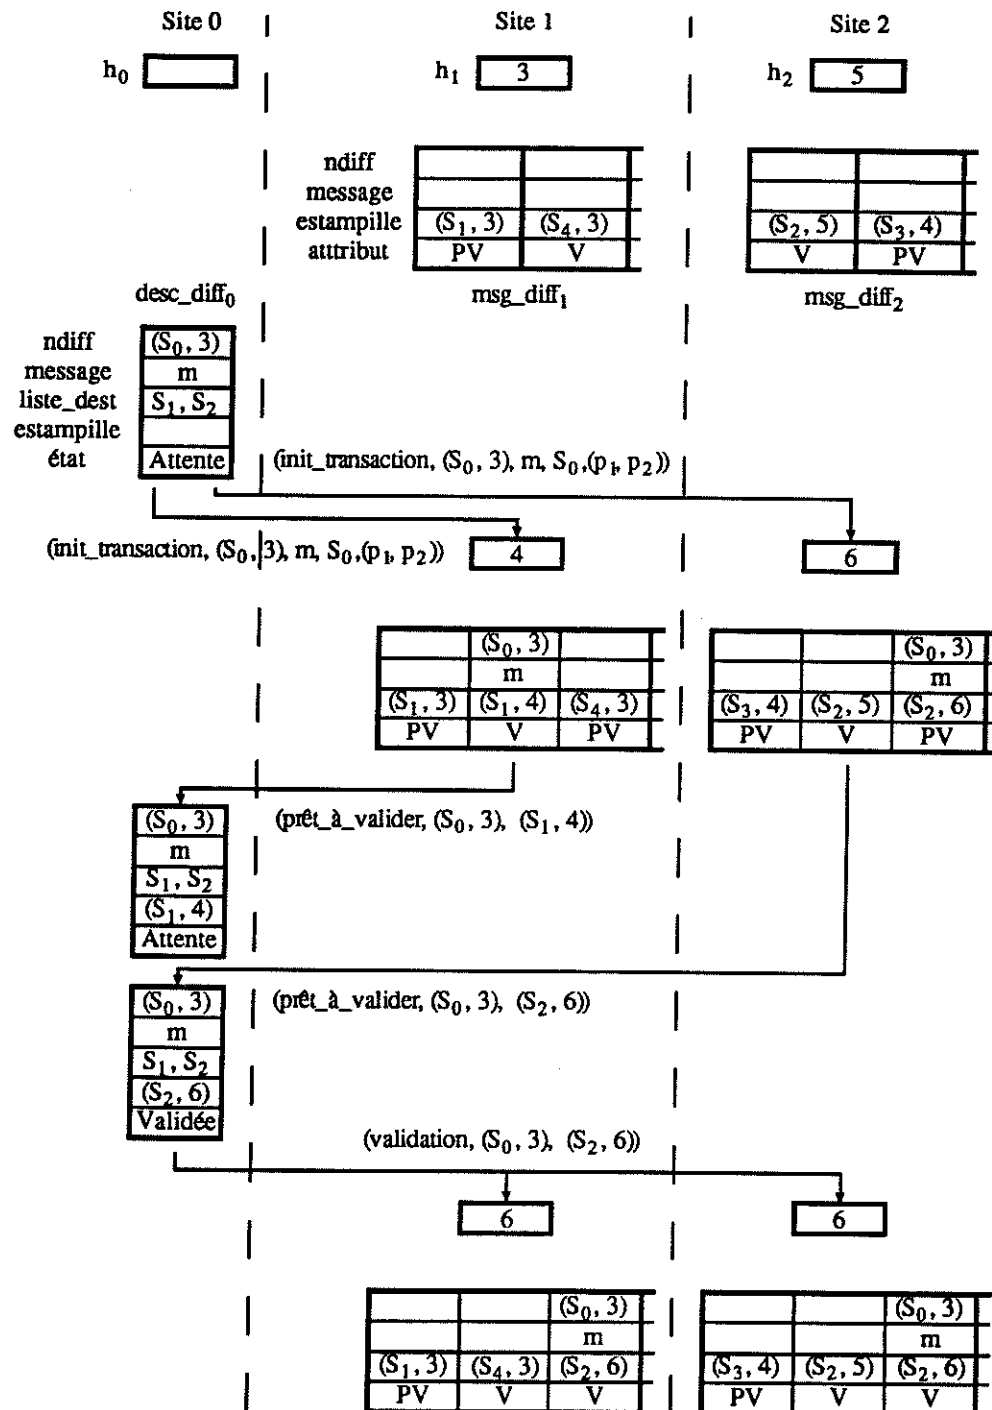 Site 0 Site 1 Site 2
h0 h1 3 h2 5
ndiff
message
estampille (S1, 3) (S4, 3) (S2, 5) (S3, 4)
atttribut PV V V PV
desc_diff0 msg_diff1 msg_diff2
ndiff (S0, 3)
message m
liste_dest S1, S2
estampille
état Attente (init_transaction, (S0, 3), m, S0,(p1, p2))
(init_transaction, (S0, 3), m, S0,(p1, p2)) 4 6
(S0, 3) (S0, 3)
m m
(S1, 3) (S1, 4) (S4, 3) (S3, 4) (S2, 5) (S2, 6)
PV V PV PV V PV
(S0, 3) (prêt_à_valider, (S0, 3), (S1, 4))
m
S1, S2
(S1, 4)
Attente
(S0, 3) (prêt_à_valider, (S0, 3), (S2, 6))
m
S1, S2
(S2, 6)
Validée
(validation, (S0, 3), (S2, 6))
6 6
(S0, 3) (S0, 3)
m m
(S1, 3) (S4, 3) (S2, 6) (S3, 4) (S2, 5) (S2, 6)
PV V V PV V V